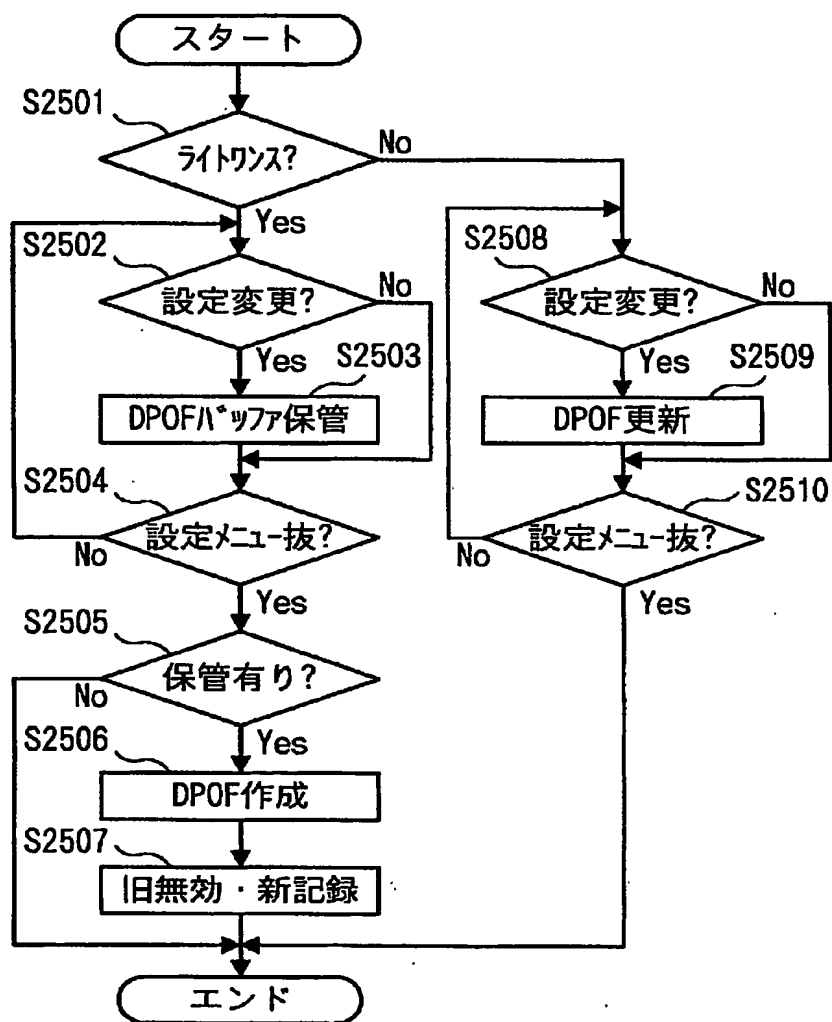 スタート
S2501
ライトワンス?
No
Yes
S2502
設定変更?
No
Yes
S2503
DPOFバッファ保管
S2504
設定メニュー抜?
No
Yes
S2505
保管有り?
No
Yes
S2506
DPOF作成
S2507
旧無効・新記録
エンド
S2508
設定変更?
No
Yes
S2509
DPOF更新
S2510
設定メニュー抜?
No
Yes